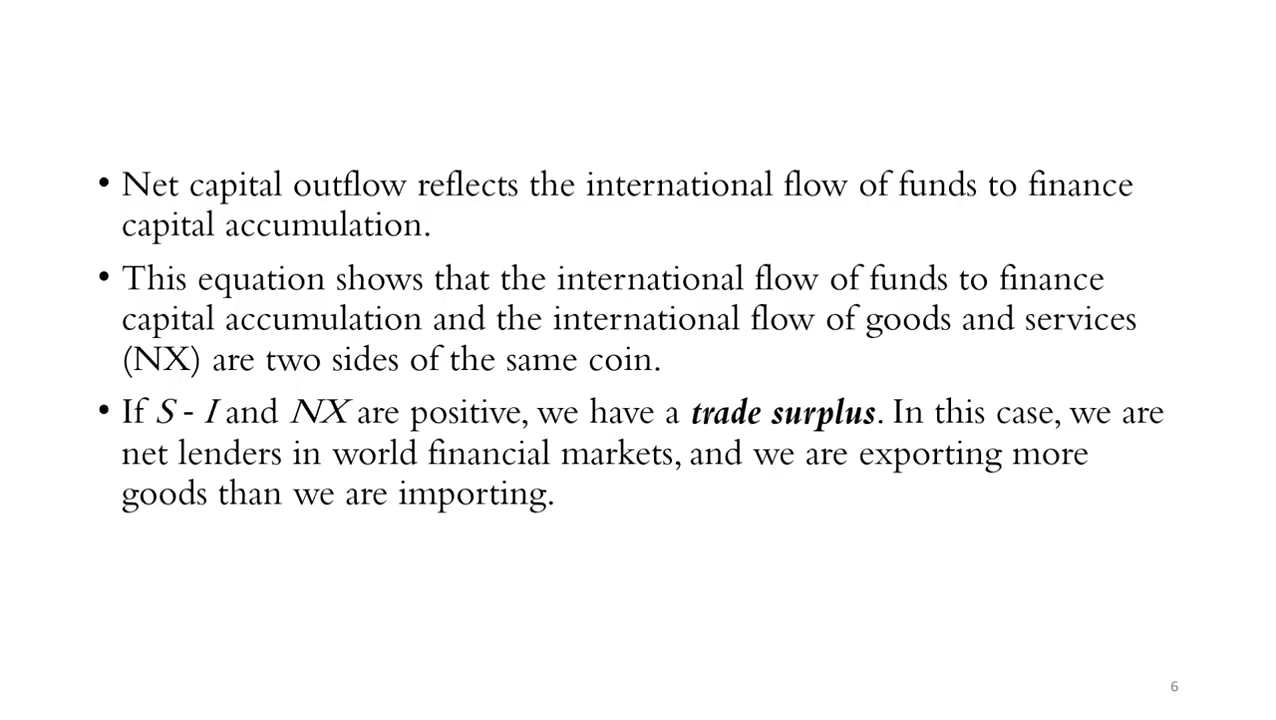 • Net capital outflow reflects the international flow of funds to finance
capital accumulation.
• This equation shows that the international flow of funds to finance
capital accumulation and the international flow of goods and services
(NX) are two sides of the same coin.
• If S - I and NX are positive, we have a trade surplus. In this case, we are
net lenders in world financial markets, and we are exporting more
goods than we are importing.
6